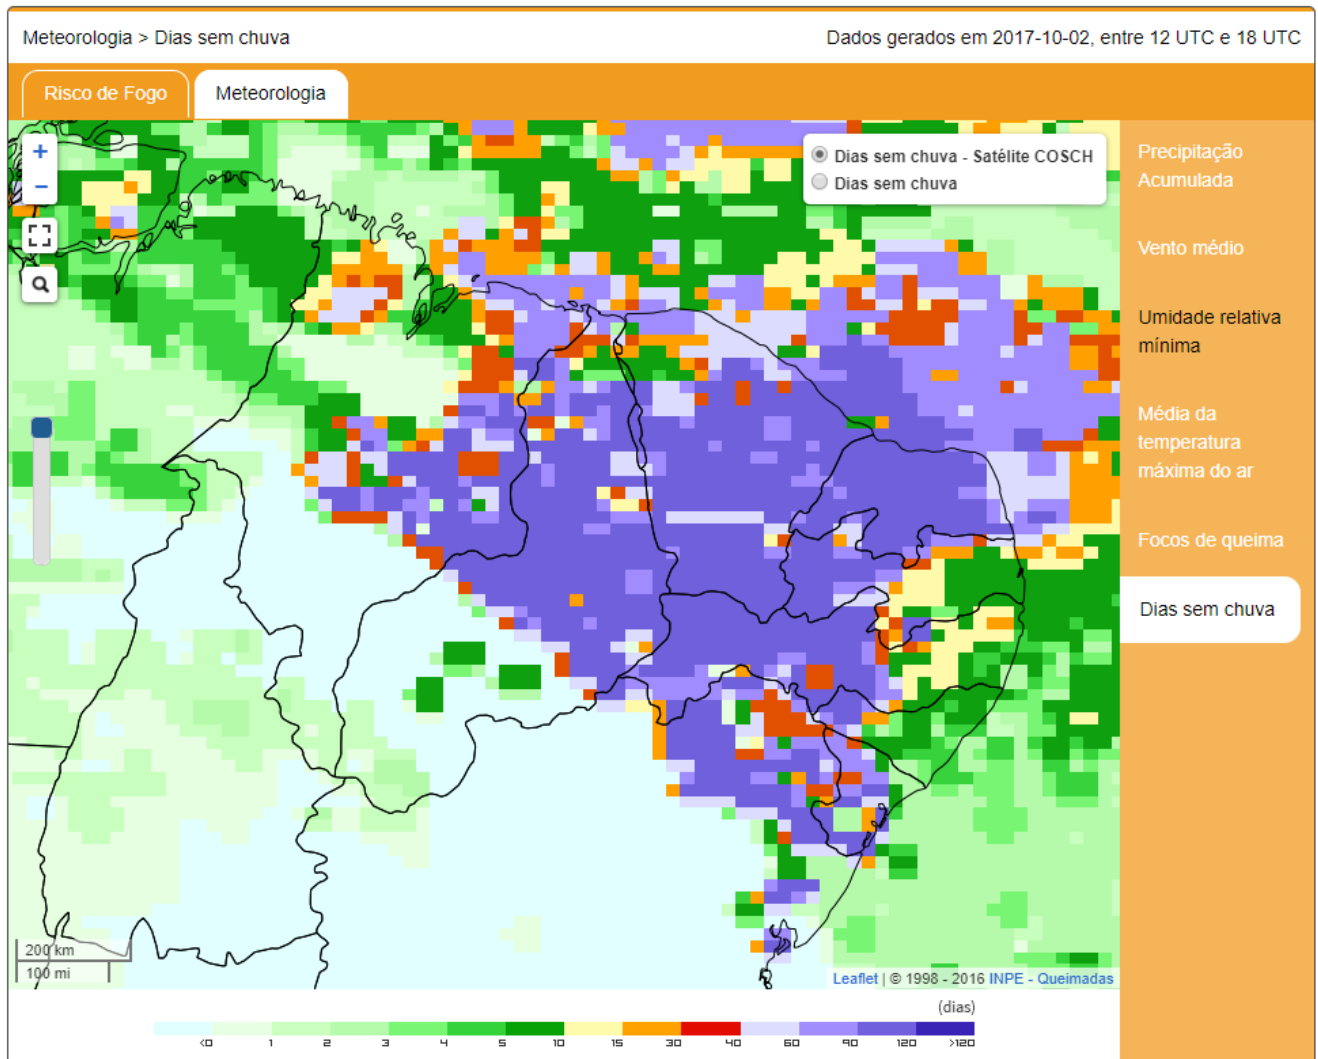 Meteorologia > Dias sem chuva
Dados gerados em 2017-10-02, entre 12 UTC e 18 UTC
Risco de Fogo
Meteorologia
+
−
Dias sem chuva - Satélite COSCH
Dias sem chuva
Precipitação
Acumulada
Vento médio
Umidade relativa
mínima
Média da
temperatura
máxima do ar
Focos de queima
Dias sem chuva
200 km
100 mi
Leaflet | © 1998 - 2016 INPE - Queimadas
(dias)
<0 1 2 3 4 5 10 15 30 40 60 90 120 >120